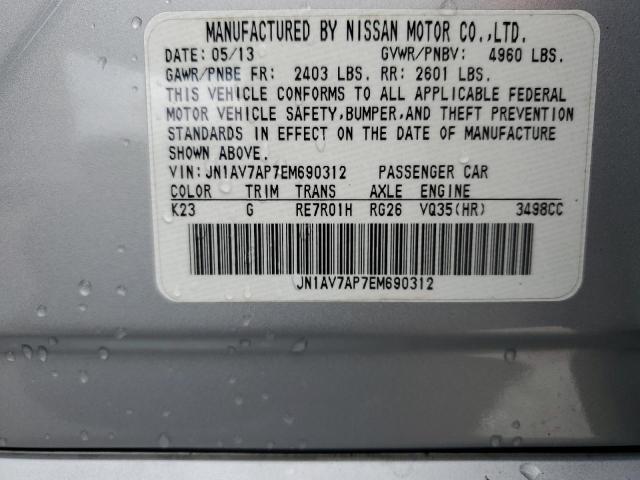 MANUFACTURED BY NISSAN MOTOR CO.,LTD.
DATE: 05/13 GVWR/PNBV: 4960 LBS.
GAWR/PNBE FR: 2403 LBS. RR: 2601 LBS.
THIS VEHICLE CONFORMS TO ALL APPLICABLE FEDERAL
MOTOR VEHICLE SAFETY,BUMPER,AND THEFT PREVENTION
STANDARDS IN EFFECT ON THE DATE OF MANUFACTURE
SHOWN ABOVE.
VIN: JN1AV7AP7EM690312 PASSENGER CAR
COLOR TRIM TRANS AXLE ENGINE
K23 G RE7R01H RG26 VQ35(HR) 3498CC
JN1AV7AP7EM690312